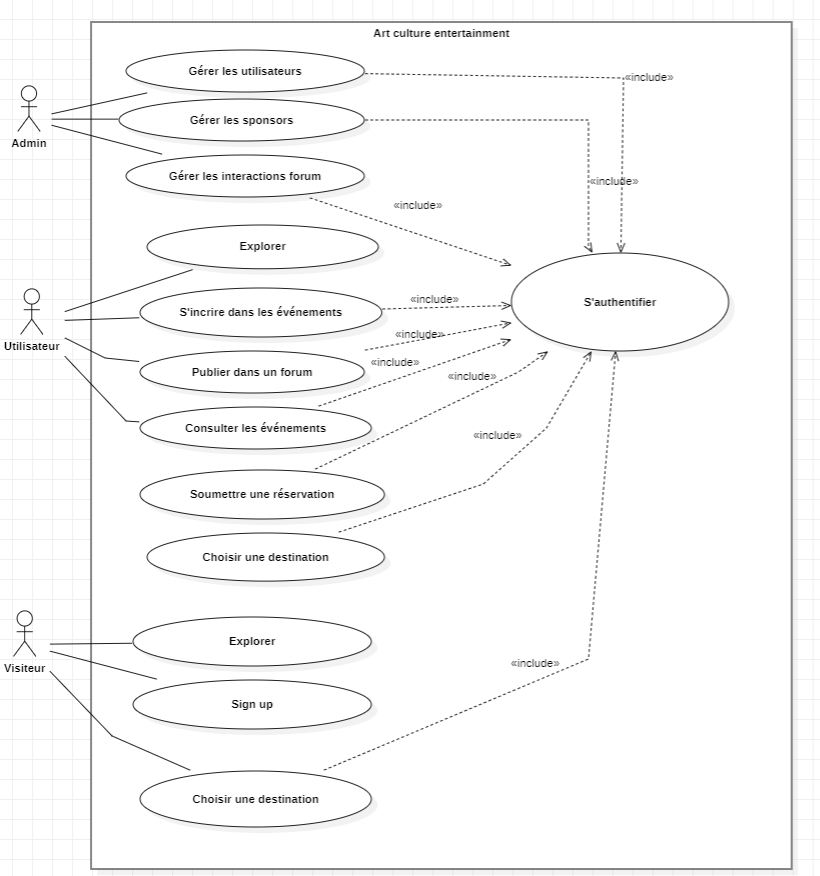 Art culture entertainment
Gérer les utilisateurs
«include»
Admin
Gérer les sponsors
Gérer les interactions forum
«include»
«include»
Explorer
Utilisateur
S'incrire dans les événements
«include»
S'authentifier
«include»
Publier dans un forum
«include»
«include»
Consulter les événements
«include»
Soumettre une réservation
Choisir une destination
Explorer
Visiteur
«include»
Sign up
Choisir une destination